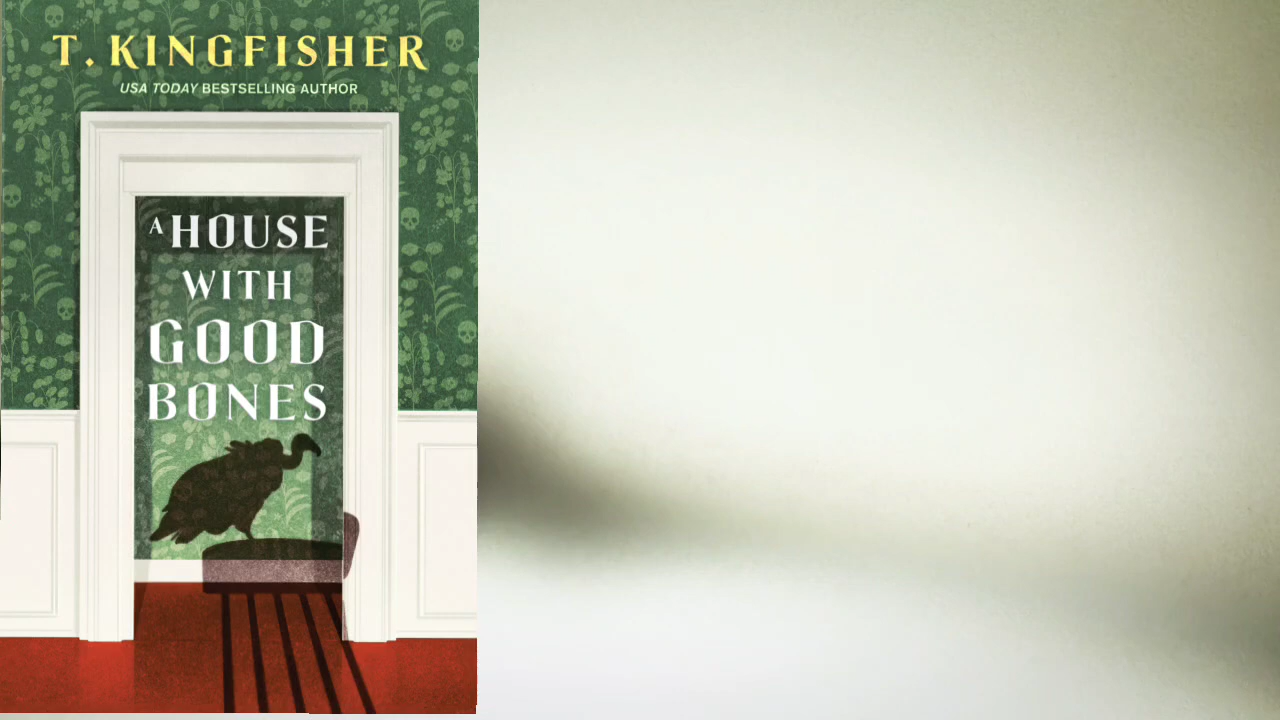 T. KINGFISHER
USA TODAY BESTSELLING AUTHOR
A HOUSE
WITH
GOOD
BONES